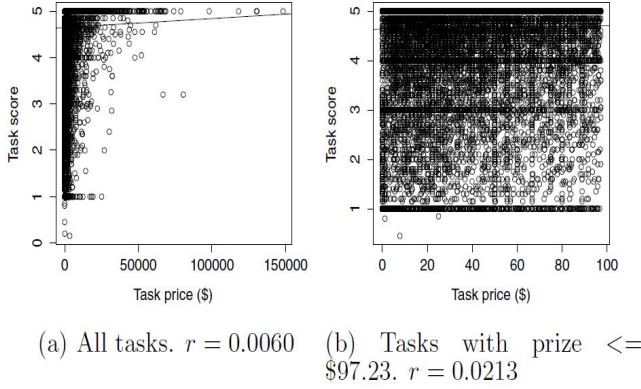 Task score
5
4
3
2
1
0
0 50000 100000 150000
Task price ($)
Task score
5
4
3
2
1
0 20 40 60 80 100
Task price ($)
(a) All tasks. r = 0.0060
(b) Tasks with prize <=
$97.23. r = 0.0213